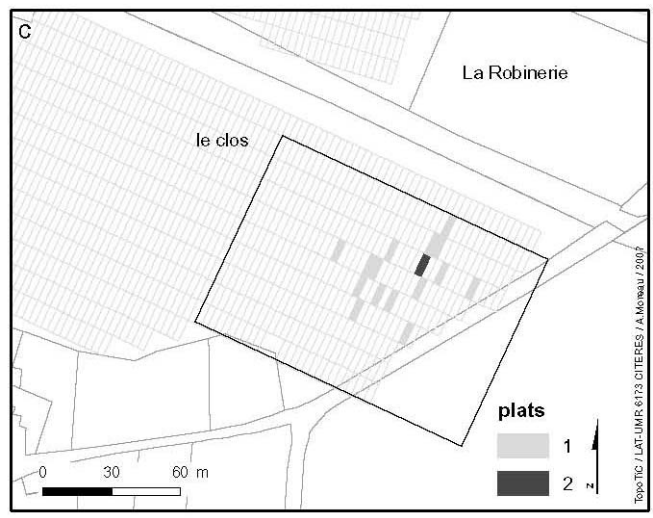 C
La Robinerie
le clos
plats
1
2
N
0 30 60 m
TopoTiC / LAT-UMR 6173 CITERES / A.Moreau / 2007